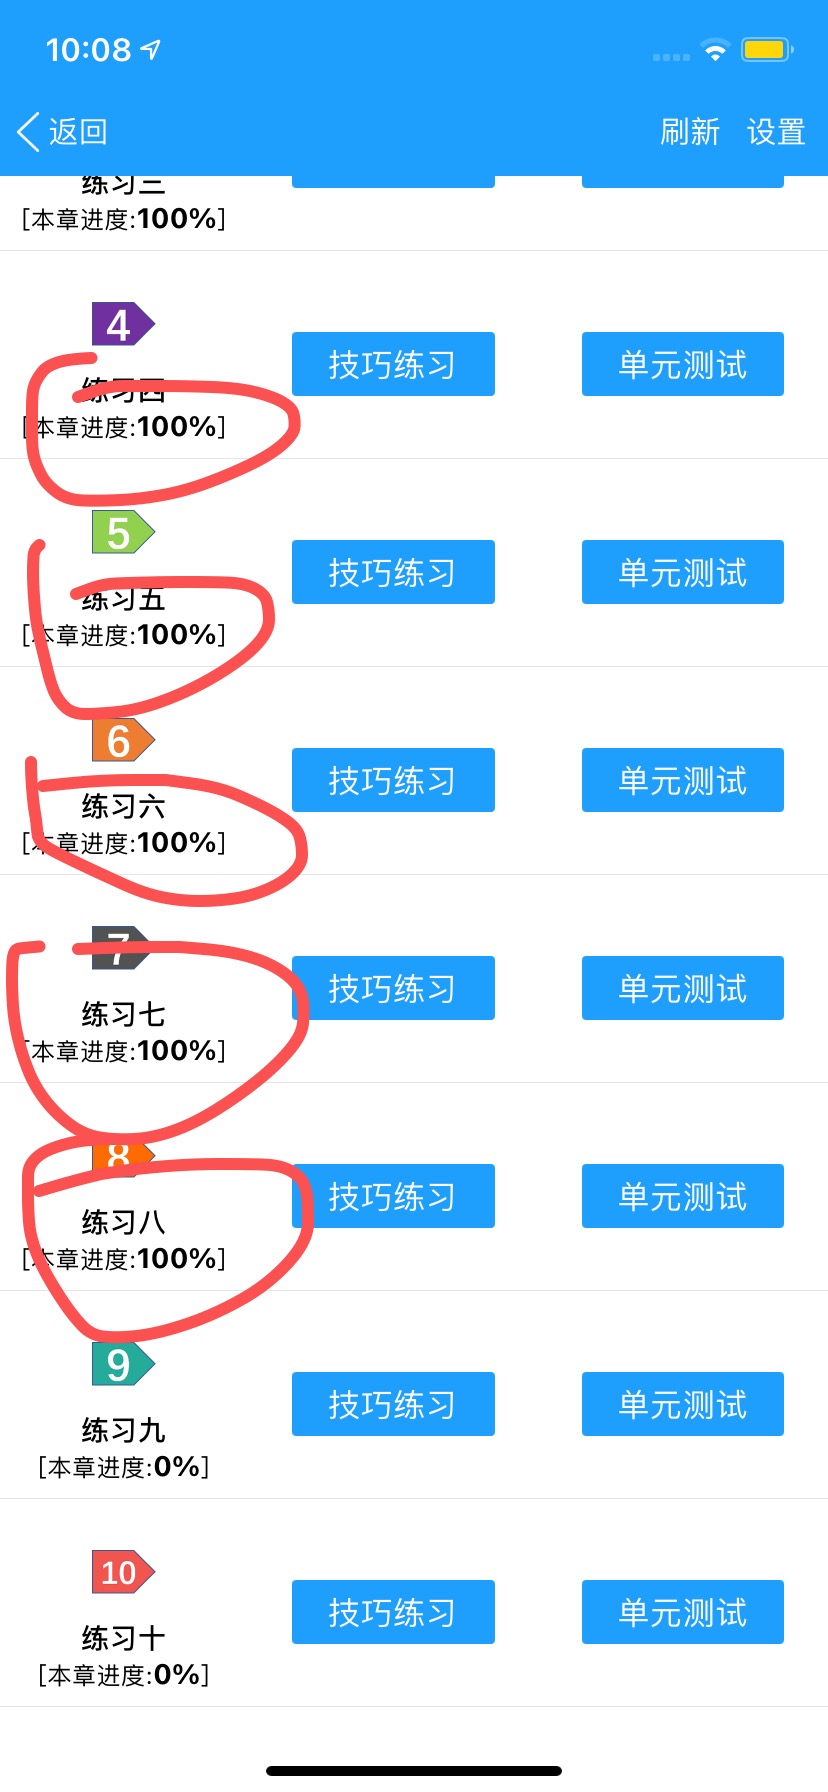 10:08
返回 刷新 设置
练习三
[本章进度:100%]
4
技巧练习 单元测试
练习四
[本章进度:100%]
5
技巧练习 单元测试
练习五
[本章进度:100%]
6
技巧练习 单元测试
练习六
[本章进度:100%]
7
技巧练习 单元测试
练习七
[本章进度:100%]
8
技巧练习 单元测试
练习八
[本章进度:100%]
9
技巧练习 单元测试
练习九
[本章进度:0%]
10
技巧练习 单元测试
练习十
[本章进度:0%]